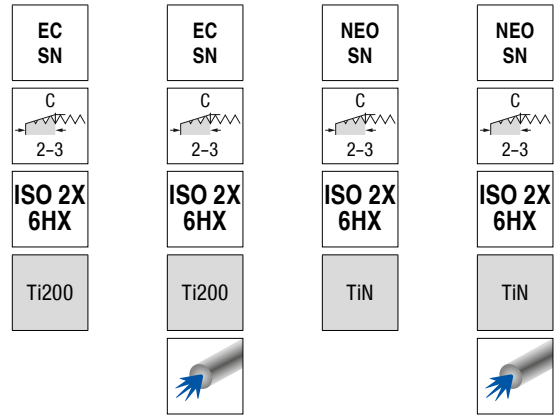 EC
SN
EC
SN
NEO
SN
NEO
SN
C
2–3
C
2–3
C
2–3
C
2–3
ISO 2X
6HX
ISO 2X
6HX
ISO 2X
6HX
ISO 2X
6HX
Ti200
Ti200
TiN
TiN